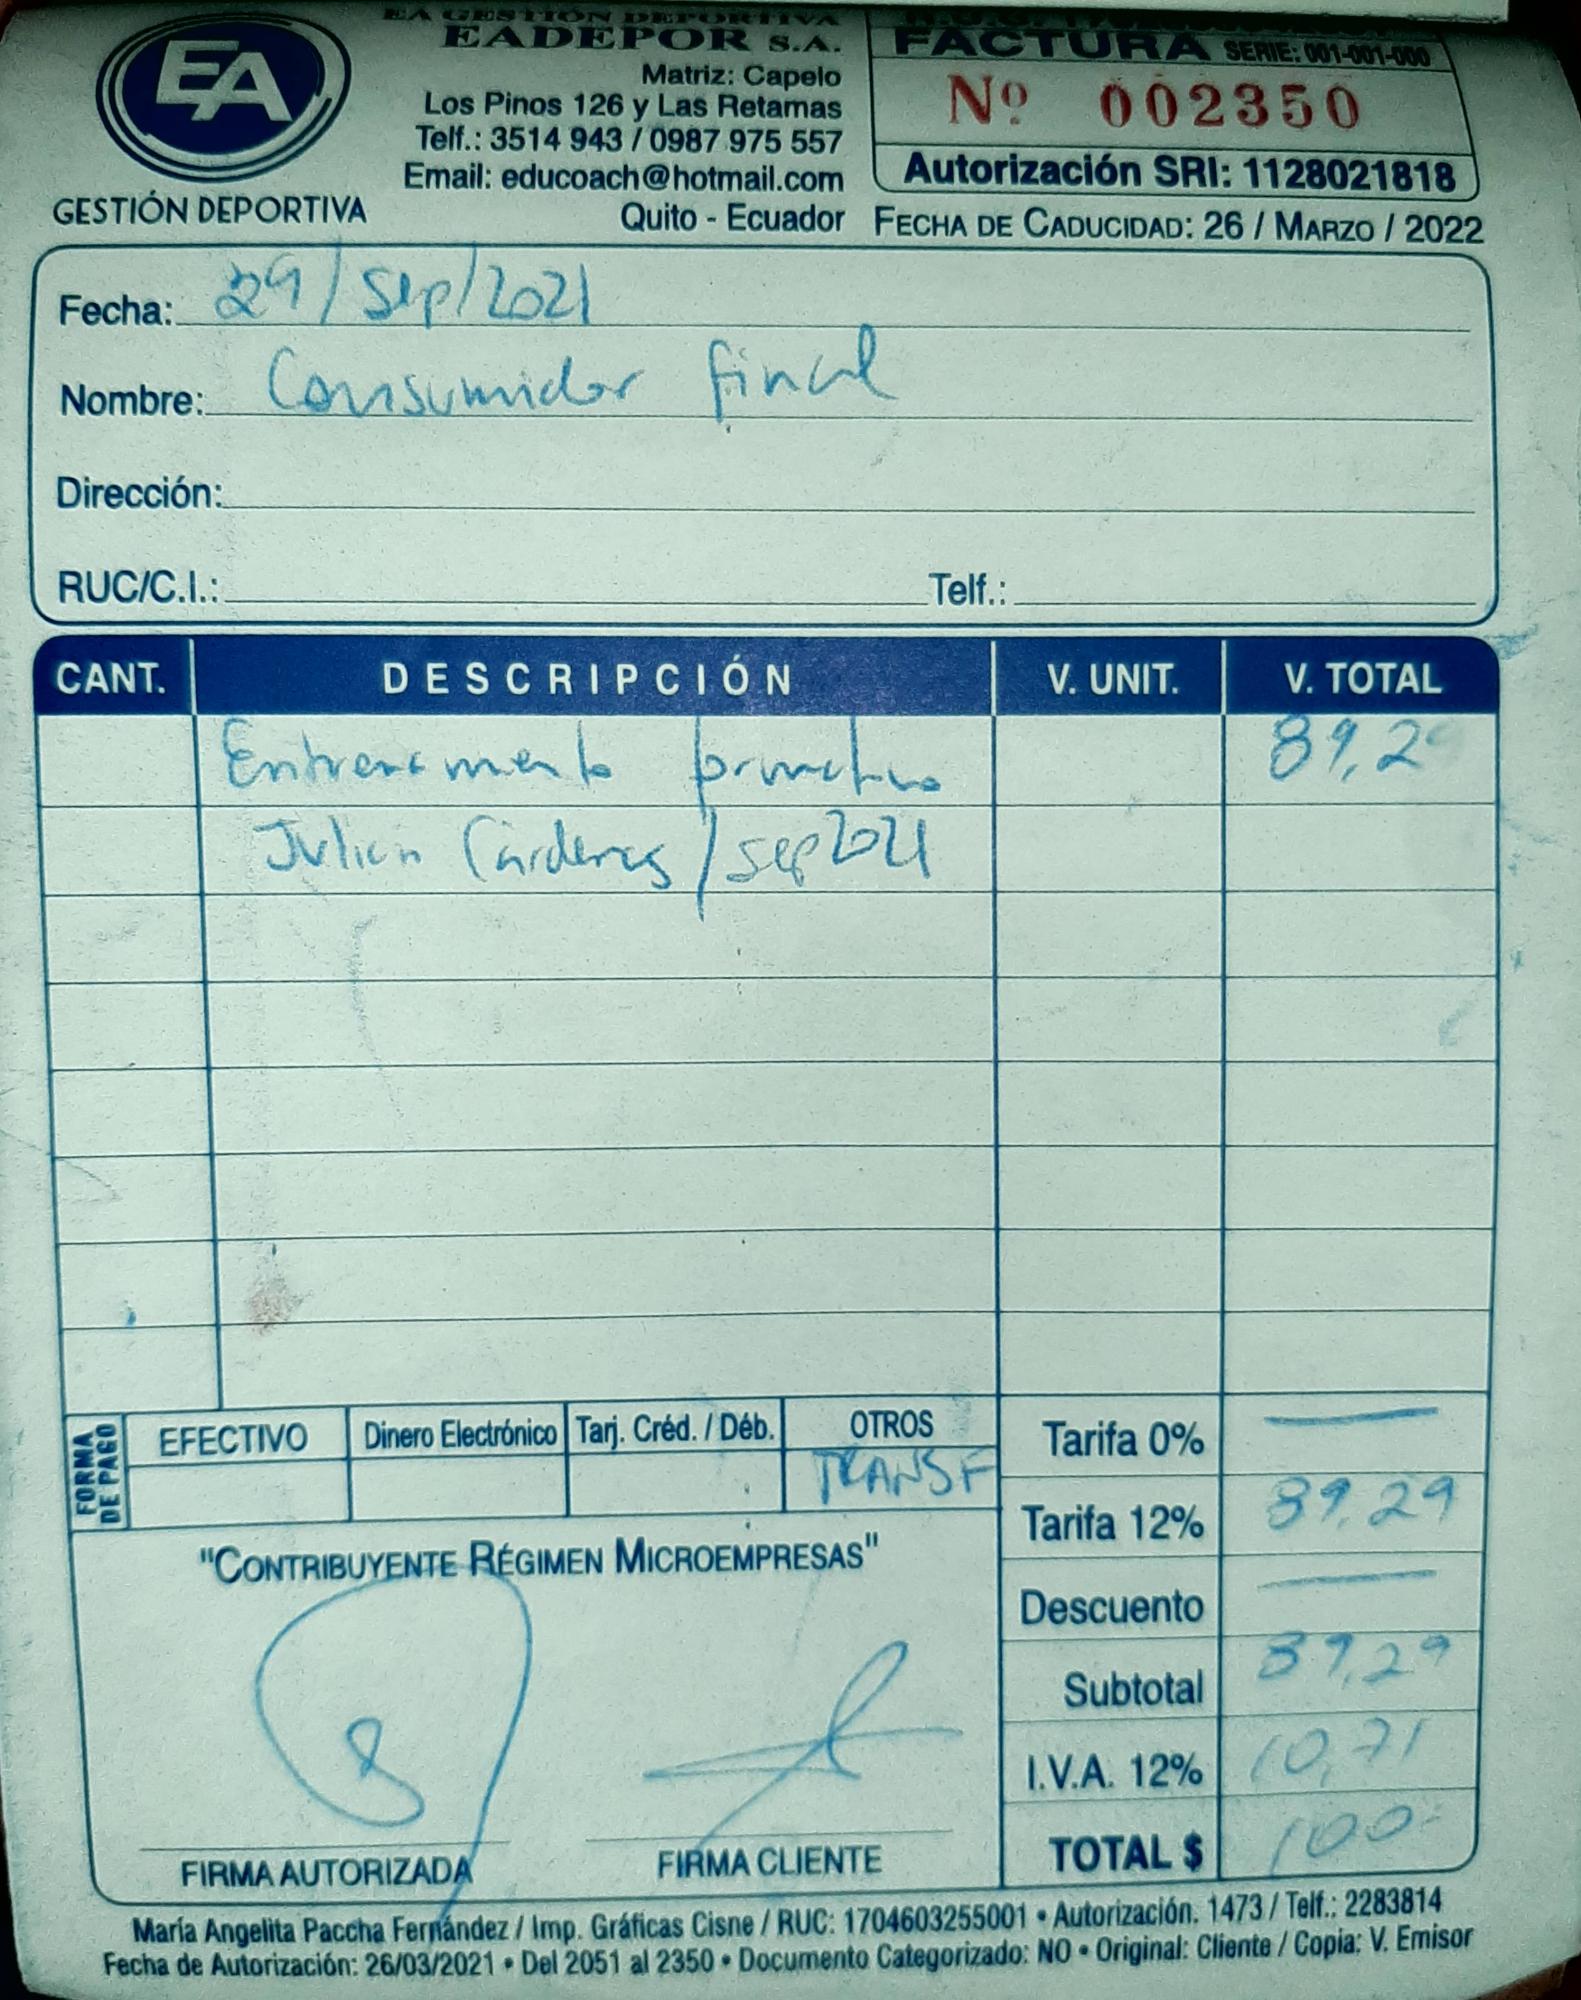 EA GESTIÓN DEPORTIVA
EADEPOR S.A.
Matriz: Capelo
Los Pinos 126 y Las Retamas
Telf.: 3514 943 / 0987 975 557
Email: educoach@hotmail.com
Quito - Ecuador
EA
GESTIÓN DEPORTIVA
FACTURA SERIE: 001-001-000
Nº 002350
Autorización SRI: 1128021818
FECHA DE CADUCIDAD: 26 / MARZO / 2022
Fecha: 29/Sep/2021
Nombre: Consumidor final
Dirección:
RUC/C.I.: Telf.:
CANT. DESCRIPCIÓN V. UNIT. V. TOTAL
Entrenamiento formativo 89,29
Julián Cárdenas / sep 2021
FORMA DE PAGO
EFECTIVO Dinero Electrónico Tarj. Créd. / Déb. OTROS
TRANSF
Tarifa 0% —
Tarifa 12% 89.29
Descuento —
Subtotal 89,29
I.V.A. 12% 10,71
TOTAL $ 100-
"CONTRIBUYENTE RÉGIMEN MICROEMPRESAS"
FIRMA AUTORIZADA FIRMA CLIENTE
María Angelita Paccha Fernández / Imp. Gráficas Cisne / RUC: 1704603255001 • Autorización. 1473 / Telf.: 2283814
Fecha de Autorización: 26/03/2021 • Del 2051 al 2350 • Documento Categorizado: NO • Original: Cliente / Copia: V. Emisor